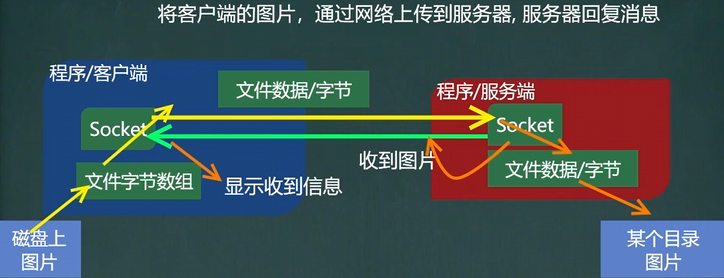 将客户端的图片，通过网络上传到服务器, 服务器回复消息
程序/客户端
文件数据/字节
程序/服务端
Socket
Socket
收到图片
文件字节数组
显示收到信息
文件数据/字节
磁盘上
图片
某个目录
图片